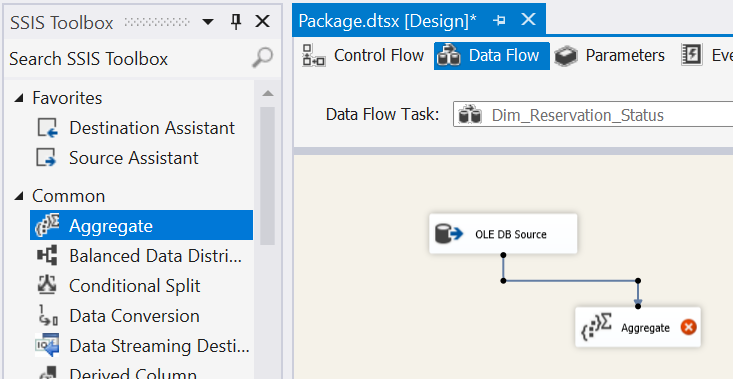 SSIS Toolbox
Search SSIS Toolbox
Favorites
Destination Assistant
Source Assistant
Common
Aggregate
Balanced Data Distri...
Conditional Split
Data Conversion
Data Streaming Desti...
Derived Column
Package.dtsx [Design]*
Control Flow
Data Flow
Parameters
Data Flow Task:
Dim_Reservation_Status
OLE DB Source
Aggregate